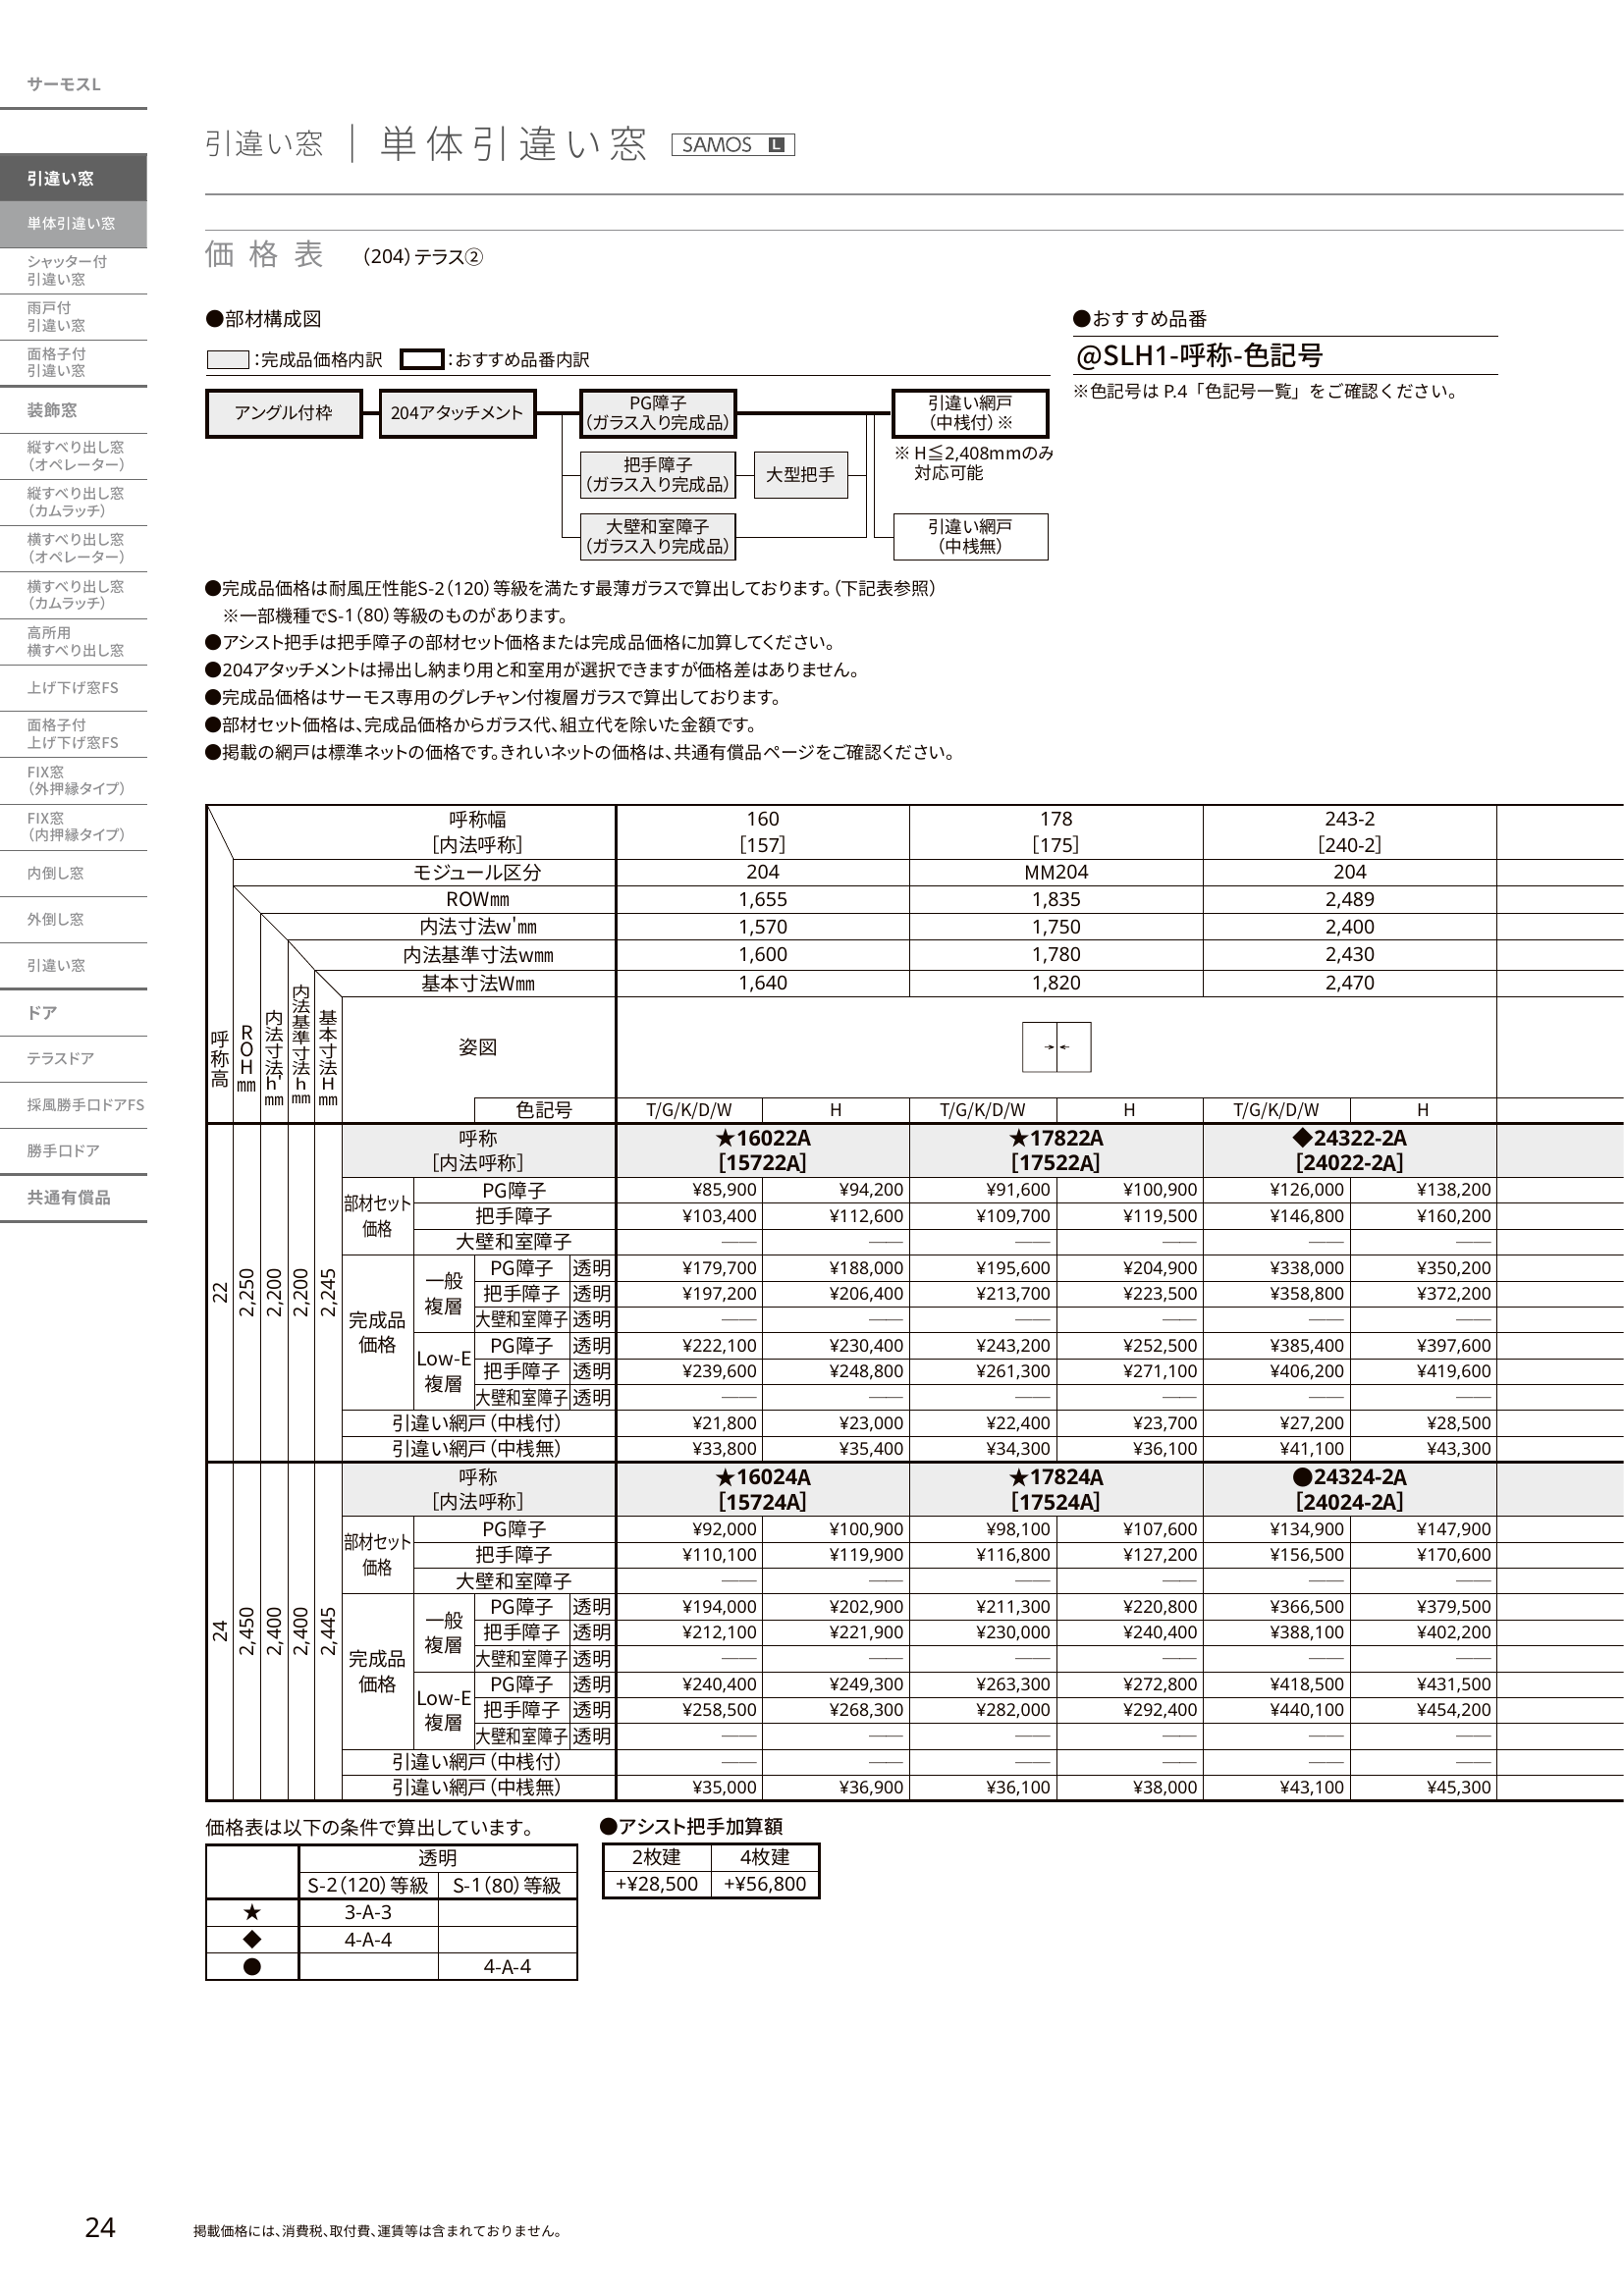 サーモスL
引違い窓
単体引違い窓
シャッター付
引違い窓
雨戸付
引違い窓
面格子付
引違い窓
装飾窓
縦すべり出し窓
（オペレーター）
縦すべり出し窓
（カムラッチ）
横すべり出し窓
（オペレーター）
横すべり出し窓
（カムラッチ）
高所用
横すべり出し窓
上げ下げ窓FS
面格子付
上げ下げ窓FS
FIX窓
（外押縁タイプ）
FIX窓
（内押縁タイプ）
内倒し窓
外倒し窓
引違い窓
ドア
テラスドア
採風勝手口ドアFS
勝手口ドア
共通有償品
引違い窓 | 単体引違い窓 SAMOS L
価格表 （204）テラス②
●部材構成図
：完成品価格内訳 ：おすすめ品番内訳
アングル付枠
204アタッチメント
PG障子
（ガラス入り完成品）
引違い網戸
（中桟付）※
※ H≦2,408mmのみ
対応可能
把手障子
（ガラス入り完成品）
大型把手
大壁和室障子
（ガラス入り完成品）
引違い網戸
（中桟無）
●おすすめ品番
@SLH1-呼称-色記号
※色記号は P.4「色記号一覧」をご確認ください。
●完成品価格は耐風圧性能S-2（120）等級を満たす最薄ガラスで算出しております。（下記表参照）
※一部機種でS-1（80）等級のものがあります。
●アシスト把手は把手障子の部材セット価格または完成品価格に加算してください。
●204アタッチメントは掃出し納まり用と和室用が選択できますが価格差はありません。
●完成品価格はサーモス専用のグレチャン付複層ガラスで算出しております。
●部材セット価格は、完成品価格からガラス代、組立代を除いた金額です。
●掲載の網戸は標準ネットの価格です。きれいネットの価格は、共通有償品ページをご確認ください。
呼称幅 160 178 243-2
［内法呼称］ ［157］ ［175］ ［240-2］
モジュール区分 204 MM204 204
ROW㎜ 1,655 1,835 2,489
内法寸法w'㎜ 1,570 1,750 2,400
内法基準寸法w㎜ 1,600 1,780 2,430
基本寸法W㎜ 1,640 1,820 2,470
呼称高 ROH㎜ 内法寸法h'㎜ 内法基準寸法h㎜ 基本寸法H㎜ 姿図
色記号 T/G/K/D/W H T/G/K/D/W H T/G/K/D/W H
22 2,250 2,200 2,200 2,245
呼称 ★16022A ★17822A ◆24322-2A
［内法呼称］ ［15722A］ ［17522A］ ［24022-2A］
部材セット価格 PG障子 ¥85,900 ¥94,200 ¥91,600 ¥100,900 ¥126,000 ¥138,200
把手障子 ¥103,400 ¥112,600 ¥109,700 ¥119,500 ¥146,800 ¥160,200
大壁和室障子 —— —— —— —— —— ——
完成品価格 一般複層 PG障子 透明 ¥179,700 ¥188,000 ¥195,600 ¥204,900 ¥338,000 ¥350,200
把手障子 透明 ¥197,200 ¥206,400 ¥213,700 ¥223,500 ¥358,800 ¥372,200
大壁和室障子 透明 —— —— —— —— —— ——
Low-E複層 PG障子 透明 ¥222,100 ¥230,400 ¥243,200 ¥252,500 ¥385,400 ¥397,600
把手障子 透明 ¥239,600 ¥248,800 ¥261,300 ¥271,100 ¥406,200 ¥419,600
大壁和室障子 透明 —— —— —— —— —— ——
引違い網戸（中桟付） ¥21,800 ¥23,000 ¥22,400 ¥23,700 ¥27,200 ¥28,500
引違い網戸（中桟無） ¥33,800 ¥35,400 ¥34,300 ¥36,100 ¥41,100 ¥43,300
24 2,450 2,400 2,400 2,445
呼称 ★16024A ★17824A ●24324-2A
［内法呼称］ ［15724A］ ［17524A］ ［24024-2A］
部材セット価格 PG障子 ¥92,000 ¥100,900 ¥98,100 ¥107,600 ¥134,900 ¥147,900
把手障子 ¥110,100 ¥119,900 ¥116,800 ¥127,200 ¥156,500 ¥170,600
大壁和室障子 —— —— —— —— —— ——
完成品価格 一般複層 PG障子 透明 ¥194,000 ¥202,900 ¥211,300 ¥220,800 ¥366,500 ¥379,500
把手障子 透明 ¥212,100 ¥221,900 ¥230,000 ¥240,400 ¥388,100 ¥402,200
大壁和室障子 透明 —— —— —— —— —— ——
Low-E複層 PG障子 透明 ¥240,400 ¥249,300 ¥263,300 ¥272,800 ¥418,500 ¥431,500
把手障子 透明 ¥258,500 ¥268,300 ¥282,000 ¥292,400 ¥440,100 ¥454,200
大壁和室障子 透明 —— —— —— —— —— ——
引違い網戸（中桟付） —— —— —— —— —— ——
引違い網戸（中桟無） ¥35,000 ¥36,900 ¥36,100 ¥38,000 ¥43,100 ¥45,300
価格表は以下の条件で算出しています。
透明
S-2（120）等級 S-1（80）等級
★ 3-A-3
◆ 4-A-4
● 4-A-4
●アシスト把手加算額
2枚建 4枚建
+¥28,500 +¥56,800
24
掲載価格には、消費税、取付費、運賃等は含まれておりません。